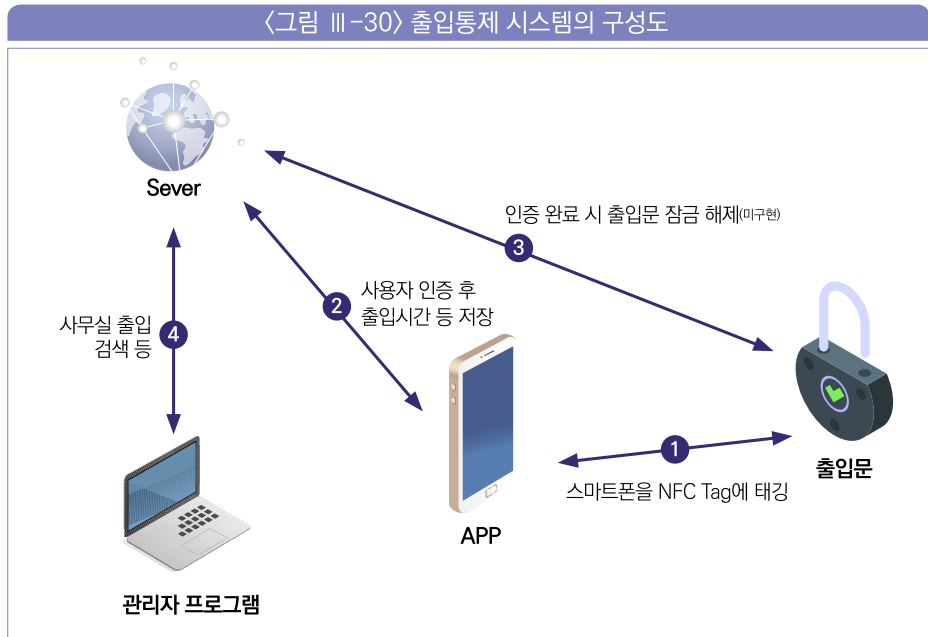 〈그림 Ⅲ-30〉 출입통제 시스템의 구성도
Sever
인증 완료 시 출입문 잠금 해제(미구현)
3
2
사용자 인증 후
출입시간 등 저장
사무실 출입
검색 등
4
1
출입문
스마트폰을 NFC Tag에 태깅
APP
관리자 프로그램